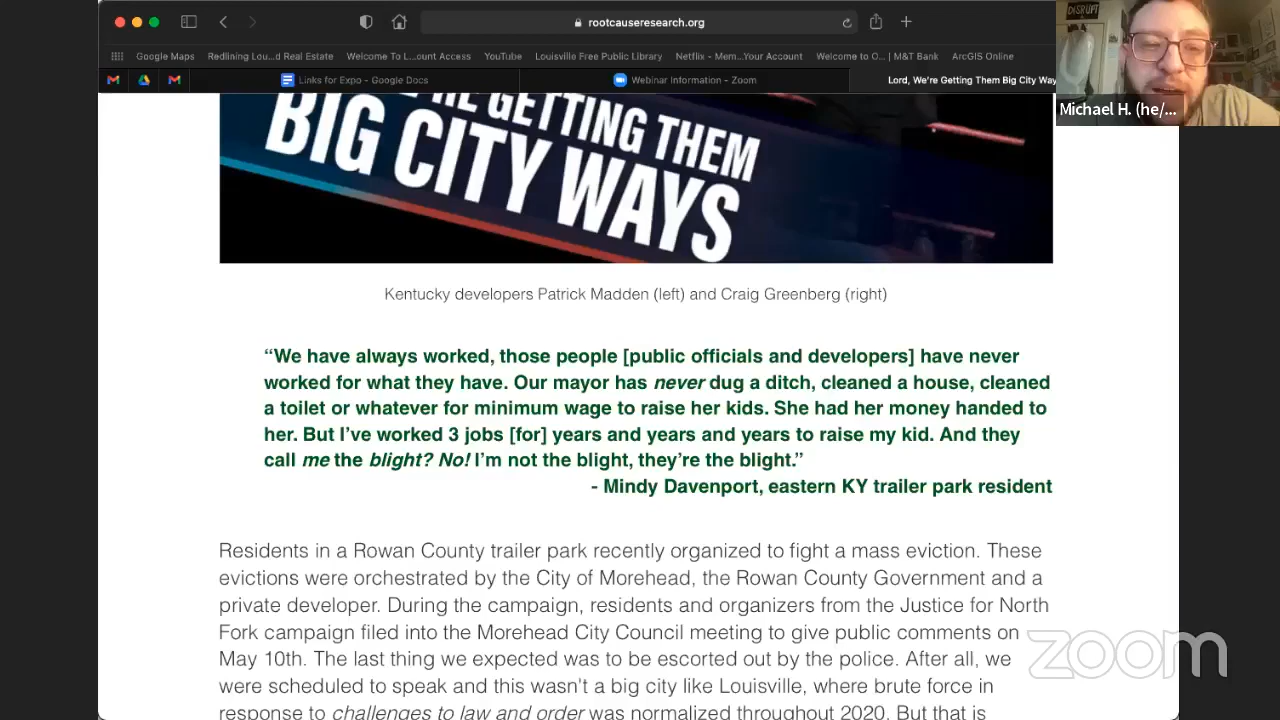 rootcauseresearch.org
DISRUPT
Google Maps Redlining Lou...d Real Estate Welcome To L...ount Access YouTube Louisville Free Public Library Netflix - Mem...Your Account Welcome to O... | M&T Bank ArcGIS Online
Links for Expo - Google Docs Webinar Information - Zoom Lord, We're Getting Them Big City Way
Michael H. (he/...
GETTING THEM
BIG CITY WAYS
Kentucky developers Patrick Madden (left) and Craig Greenberg (right)
“We have always worked, those people [public officials and developers] have never
worked for what they have. Our mayor has never dug a ditch, cleaned a house, cleaned
a toilet or whatever for minimum wage to raise her kids. She had her money handed to
her. But I’ve worked 3 jobs [for] years and years and years to raise my kid. And they
call me the blight? No! I’m not the blight, they’re the blight.”
- Mindy Davenport, eastern KY trailer park resident
Residents in a Rowan County trailer park recently organized to fight a mass eviction. These
evictions were orchestrated by the City of Morehead, the Rowan County Government and a
private developer. During the campaign, residents and organizers from the Justice for North
Fork campaign filed into the Morehead City Council meeting to give public comments on
May 10th. The last thing we expected was to be escorted out by the police. After all, we
were scheduled to speak and this wasn't a big city like Louisville, where brute force in
response to challenges to law and order was normalized throughout 2020. But that is
zoom